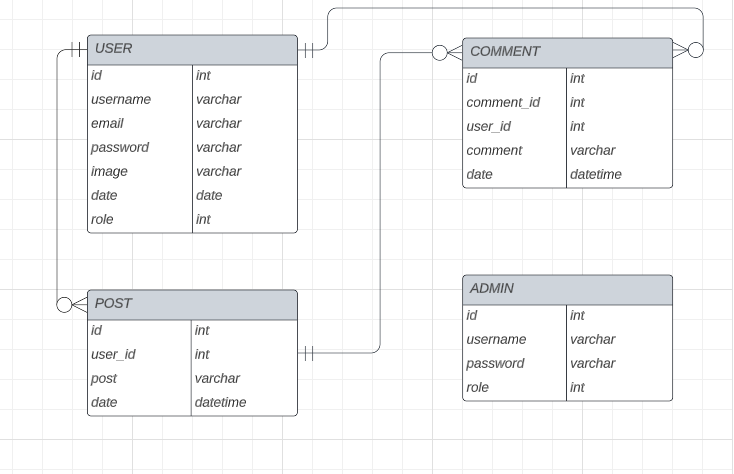 USER
id int
username varchar
email varchar
password varchar
image varchar
date date
role int
COMMENT
id int
comment_id int
user_id int
comment varchar
date datetime
POST
id int
user_id int
post varchar
date datetime
ADMIN
id int
username varchar
password varchar
role int